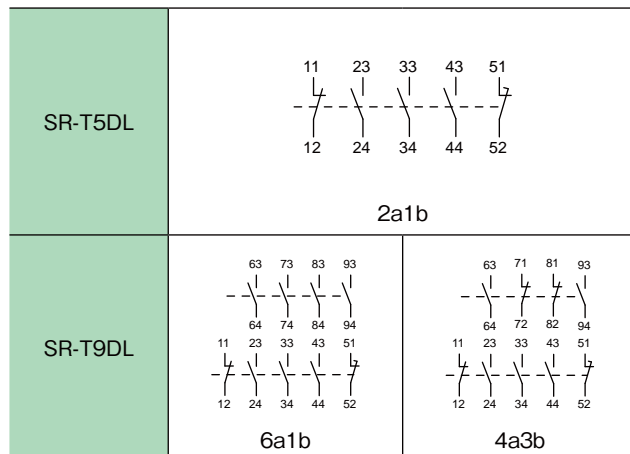 11 23 33 43 51
SR-T5DL
12 24 34 44 52
2a1b
63 73 83 93
64 74 84 94
11 23 33 43 51
12 24 34 44 52
6a1b
SR-T9DL
63 71 81 93
64 72 82 94
11 23 33 43 51
12 24 34 44 52
4a3b